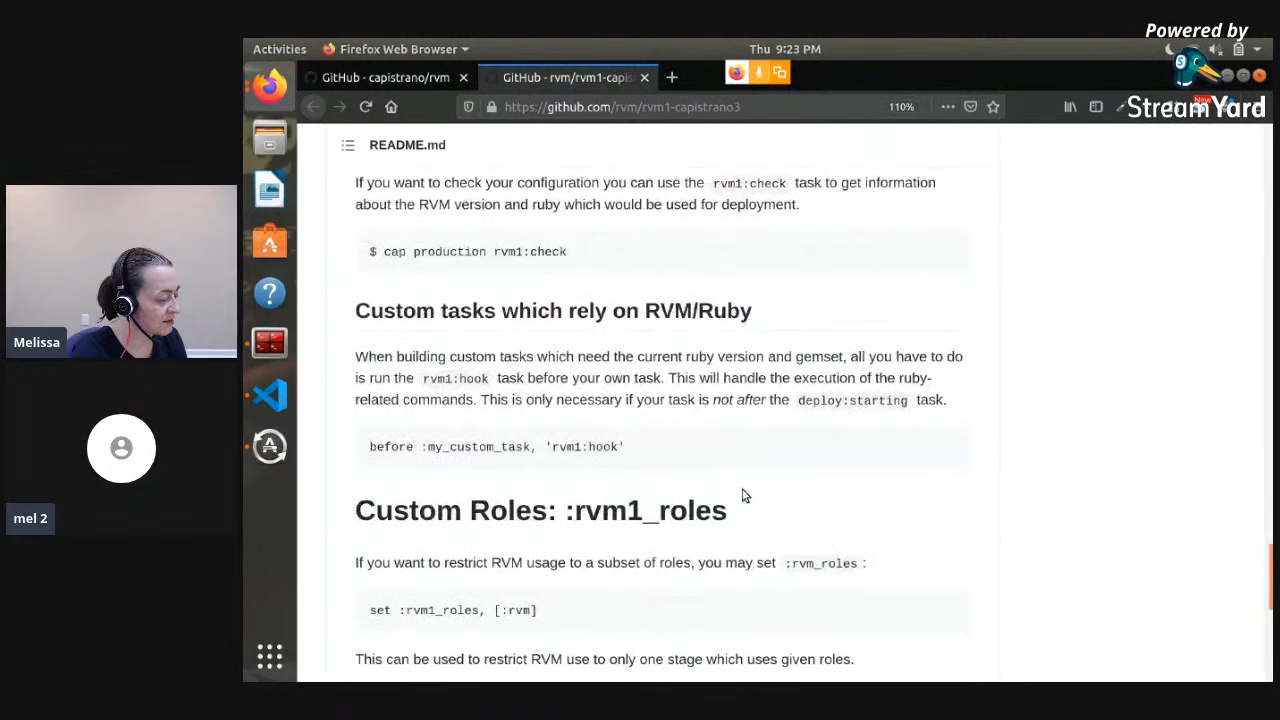 Powered by
StreamYard
Activities
Firefox Web Browser
Thu 9:23 PM
GitHub - capistrano/rvm
GitHub - rvm/rvm1-capis
https://github.com/rvm/rvm1-capistrano3
110%
README.md
If you want to check your configuration you can use the rvm1:check task to get information
about the RVM version and ruby which would be used for deployment.
$ cap production rvm1:check
Custom tasks which rely on RVM/Ruby
When building custom tasks which need the current ruby version and gemset, all you have to do
is run the rvm1:hook task before your own task. This will handle the execution of the ruby-
related commands. This is only necessary if your task is not after the deploy:starting task.
before :my_custom_task, 'rvm1:hook'
Custom Roles: :rvm1_roles
If you want to restrict RVM usage to a subset of roles, you may set :rvm_roles :
set :rvm1_roles, [:rvm]
This can be used to restrict RVM use to only one stage which uses given roles.
Melissa
mel 2